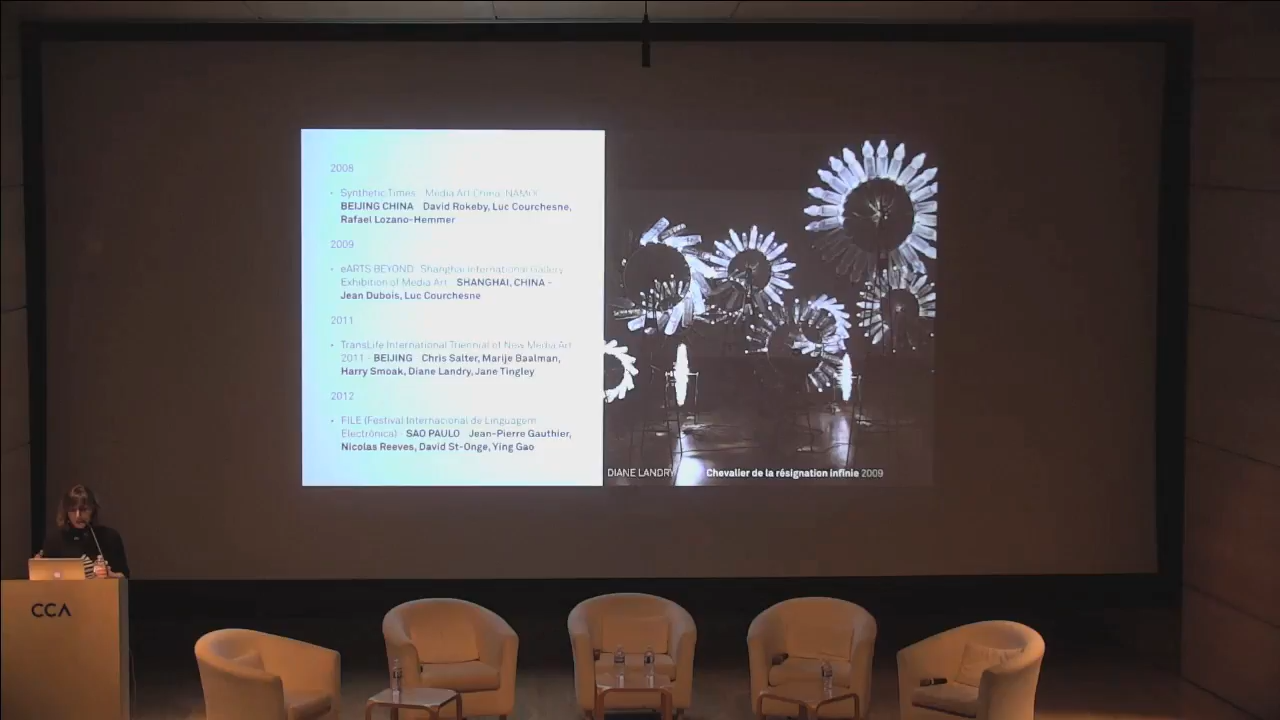 2008
• Synthetic Times - Media Art China, NAMOC
BEIJING CHINA David Rokeby, Luc Courchesne,
Rafael Lozano-Hemmer
2009
• eARTS BEYOND- Shanghai International Gallery
Exhibition of Media Art - SHANGHAI, CHINA -
Jean Dubois, Luc Courchesne
2011
• TransLife International Triennial of New Media Art
2011 - BEIJING Chris Salter, Marije Baalman,
Harry Smoak, Diane Landry, Jane Tingley
2012
• FILE (Festival Internacional de Linguagem
Electrônica) - SAO PAULO Jean-Pierre Gauthier,
Nicolas Reeves, David St-Onge, Ying Gao
DIANE LANDRY Chevalier de la résignation infinie 2009
CCA